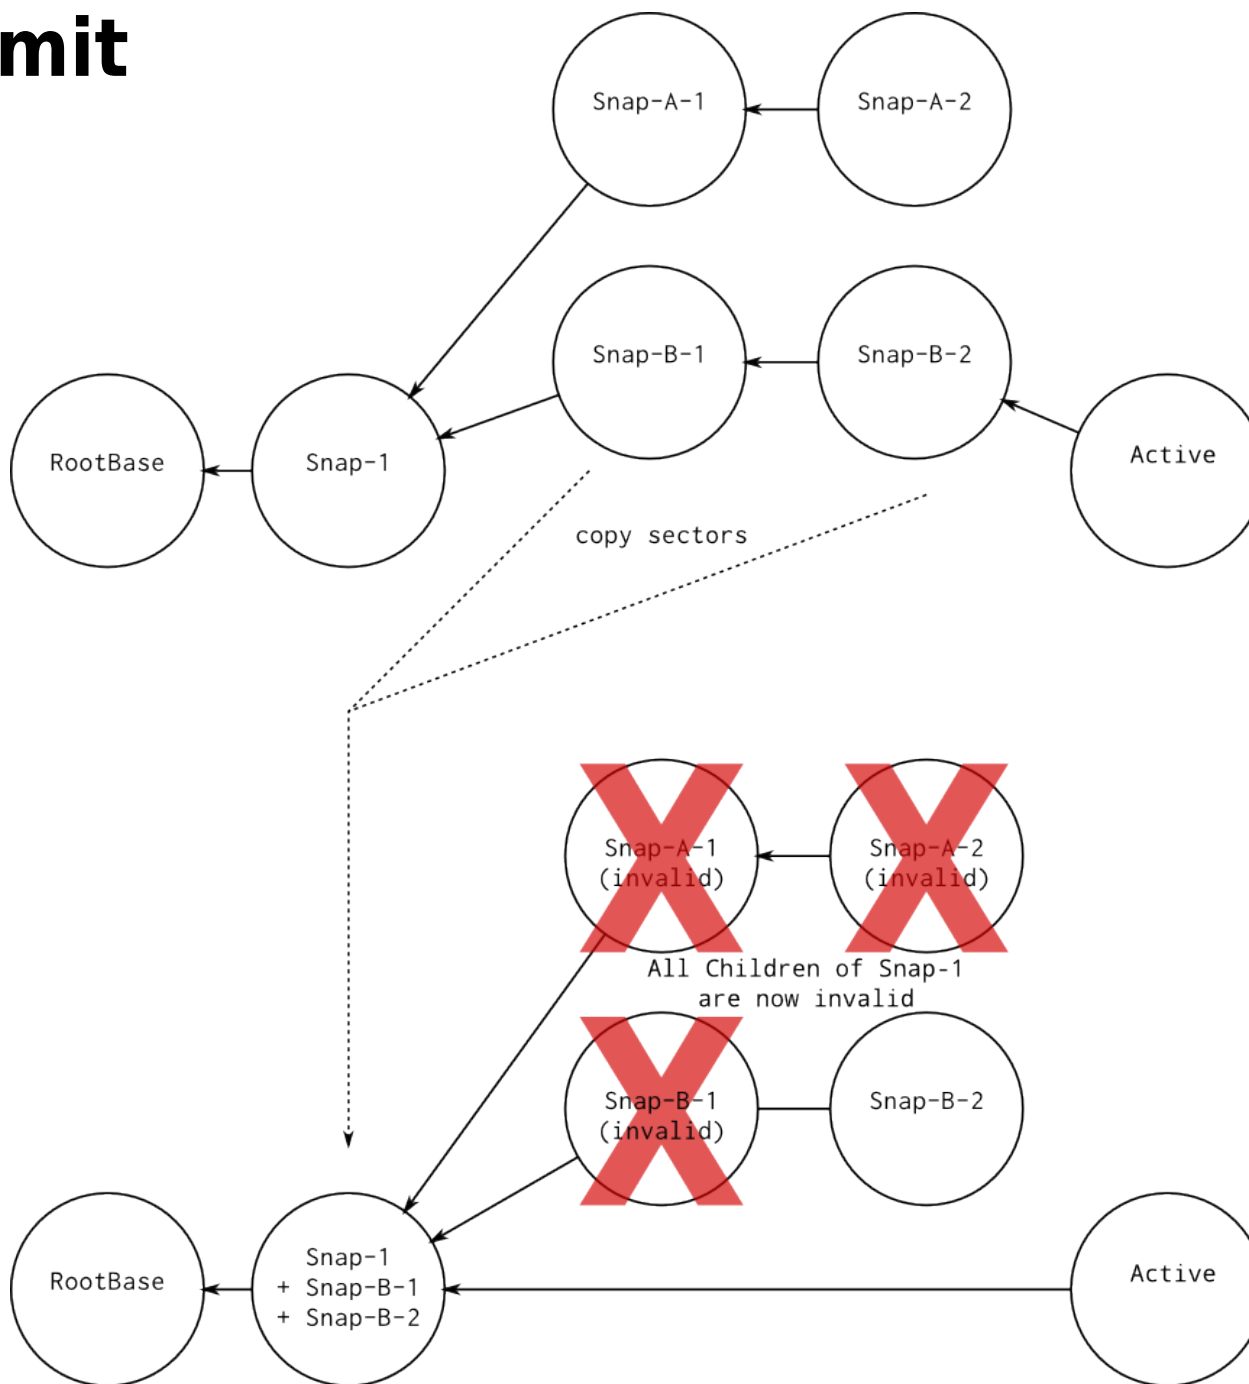 mit
Snap-A-1
Snap-A-2
Snap-B-1
Snap-B-2
RootBase
Snap-1
Active
copy sectors
Snap-A-1
(invalid)
Snap-A-2
(invalid)
All Children of Snap-1
are now invalid
Snap-B-1
(invalid)
Snap-B-2
RootBase
Snap-1
+ Snap-B-1
+ Snap-B-2
Active